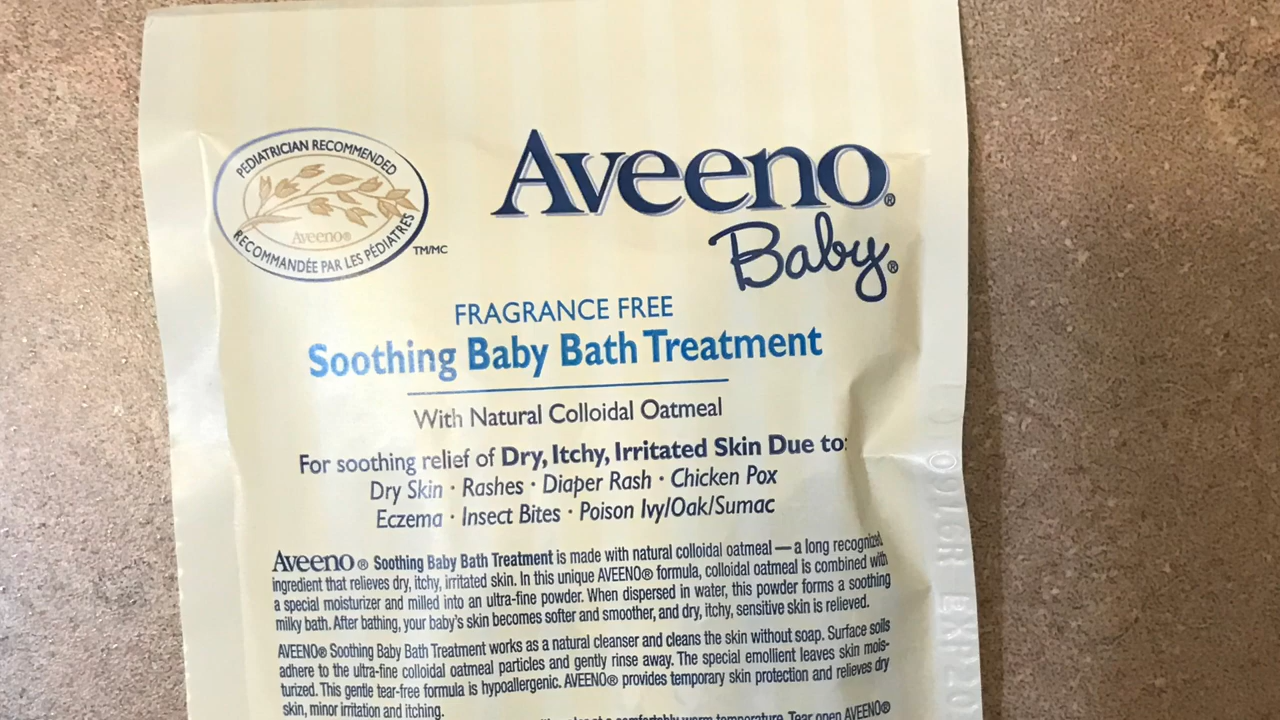 PEDIATRICIAN RECOMMENDED
Aveeno®
RECOMMANDÉE PAR LES PÉDIATRES
TM/MC
Aveeno®
Baby®
FRAGRANCE FREE
Soothing Baby Bath Treatment
With Natural Colloidal Oatmeal
For soothing relief of Dry, Itchy, Irritated Skin Due to:
Dry Skin · Rashes · Diaper Rash · Chicken Pox
Eczema · Insect Bites · Poison Ivy/Oak/Sumac
Aveeno® Soothing Baby Bath Treatment is made with natural colloidal oatmeal — a long recognized
ingredient that relieves dry, itchy, irritated skin. In this unique AVEENO® formula, colloidal oatmeal is combined with
a special moisturizer and milled into an ultra-fine powder. When dispersed in water, this powder forms a soothing
milky bath. After bathing, your baby's skin becomes softer and smoother, and dry, itchy, sensitive skin is relieved.
AVEENO® Soothing Baby Bath Treatment works as a natural cleanser and cleans the skin without soap. Surface soils
adhere to the ultra-fine colloidal oatmeal particles and gently rinse away. The special emollient leaves skin mois-
turized. This gentle tear-free formula is hypoallergenic. AVEENO® provides temporary skin protection and relieves dry
skin, minor irritation and itching.
comfortably warm temperature. Tear open AVEENO®